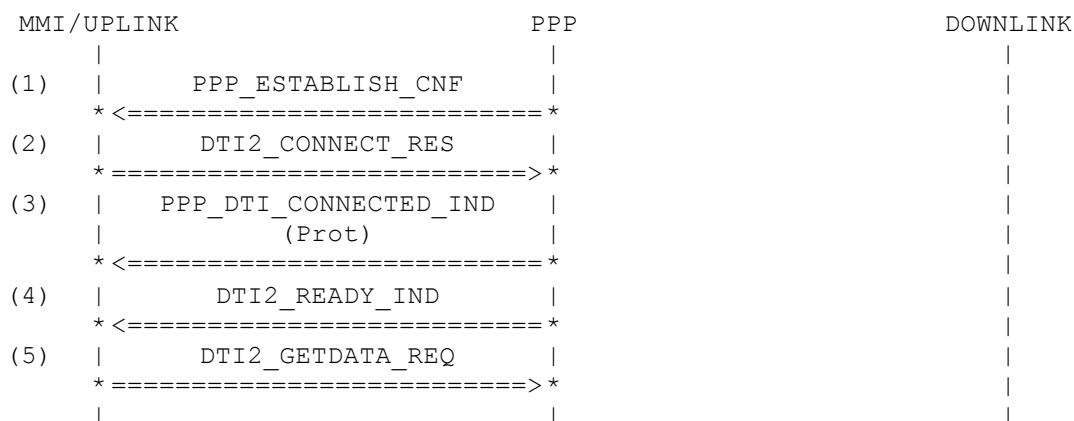 MMI/UPLINK                    PPP                    DOWNLINK
     |                         |                         |
(1)  |    PPP_ESTABLISH_CNF    |                         |
     *<==========================*                         |
(2)  |    DTI2_CONNECT_RES     |                         |
     *==========================>*                         |
(3)  |  PPP_DTI_CONNECTED_IND  |                         |
     |         (Prot)          |                         |
     *<==========================*                         |
(4)  |     DTI2_READY_IND      |                         |
     *<==========================*                         |
(5)  |    DTI2_GETDATA_REQ     |                         |
     *==========================>*                         |
     |                         |                         |